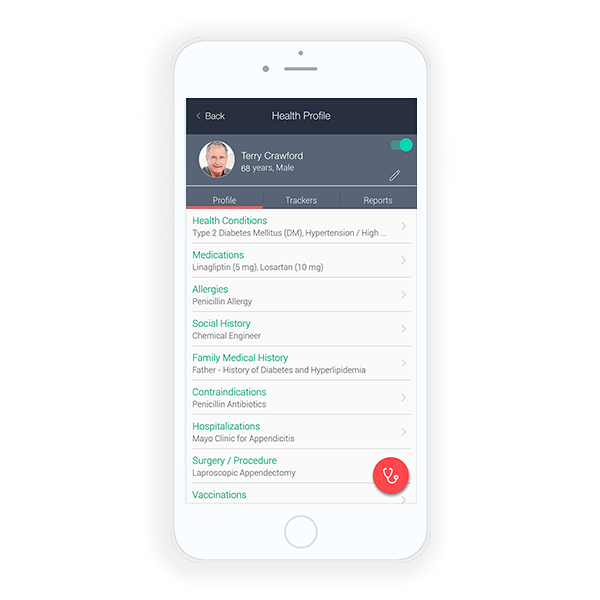 Back
Health Profile
Terry Crawford
68 years, Male
Profile
Trackers
Reports
Health Conditions
Type 2 Diabetes Mellitus (DM), Hypertension / High ...
Medications
Linagliptin (5 mg), Losartan (10 mg)
Allergies
Penicillin Allergy
Social History
Chemical Engineer
Family Medical History
Father - History of Diabetes and Hyperlipidemia
Contraindications
Penicillin Antibiotics
Hospitalizations
Mayo Clinic for Appendicitis
Surgery / Procedure
Laproscopic Appendectomy
Vaccinations